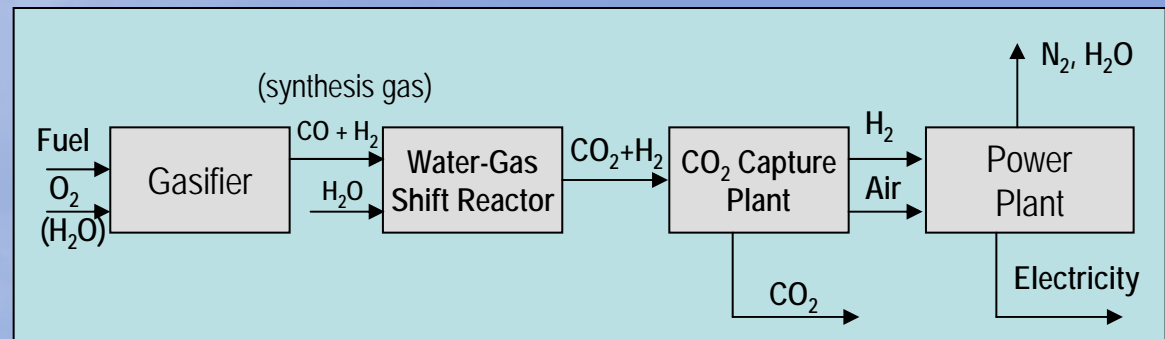 N₂, H₂O
(synthesis gas)
Fuel
O₂
(H₂O)
Gasifier
CO + H₂
H₂O
Water-Gas
Shift Reactor
CO₂+H₂
CO₂ Capture
Plant
H₂
Air
Power
Plant
CO₂
Electricity